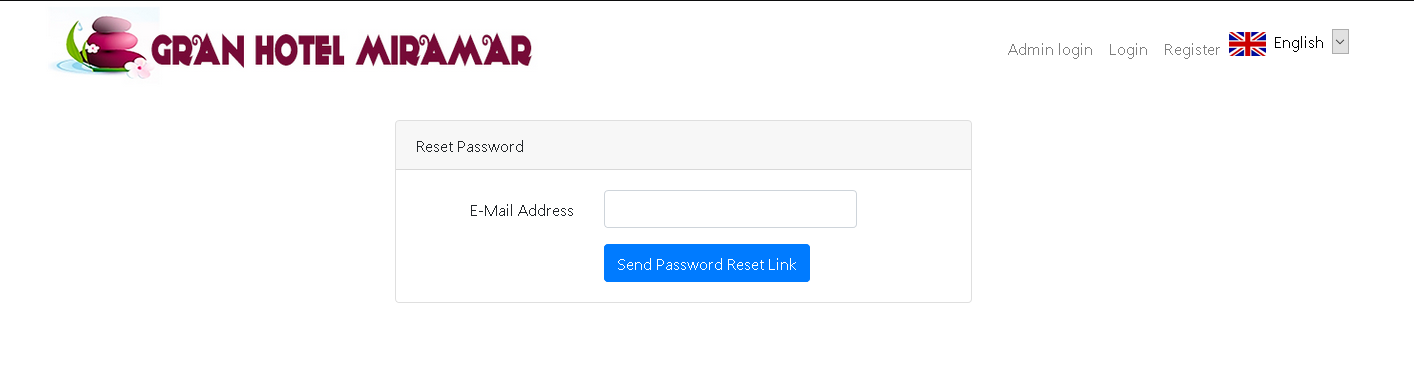 GRAN HOTEL MIRAMAR
Admin login Login Register English
Reset Password
E-Mail Address
Send Password Reset Link